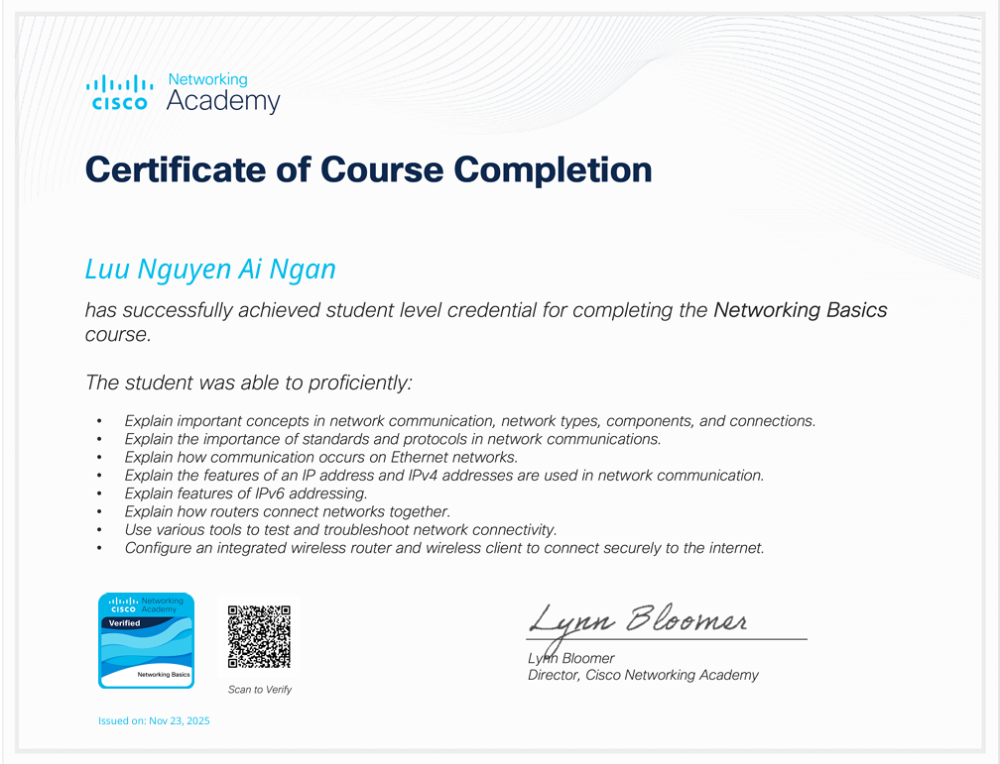 Networking
cisco Academy
Certificate of Course Completion
Luu Nguyen Ai Ngan
has successfully achieved student level credential for completing the Networking Basics
course.
The student was able to proficiently:
• Explain important concepts in network communication, network types, components, and connections.
• Explain the importance of standards and protocols in network communications.
• Explain how communication occurs on Ethernet networks.
• Explain the features of an IP address and IPv4 addresses are used in network communication.
• Explain features of IPv6 addressing.
• Explain how routers connect networks together.
• Use various tools to test and troubleshoot network connectivity.
• Configure an integrated wireless router and wireless client to connect securely to the internet.
Networking
cisco Academy
Verified
Networking Basics
Scan to Verify
Lynn Bloomer
Lynn Bloomer
Director, Cisco Networking Academy
Issued on: Nov 23, 2025